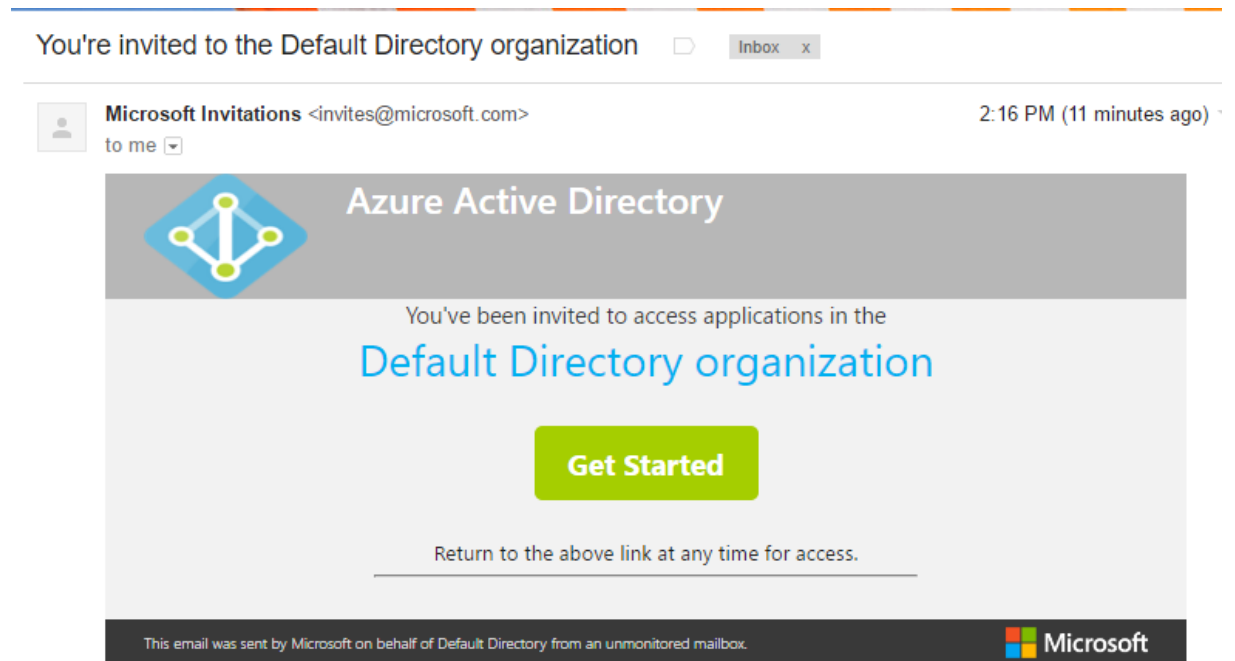 You're invited to the Default Directory organization Inbox x
Microsoft Invitations <invites@microsoft.com> 2:16 PM (11 minutes ago)
to me
Azure Active Directory
You've been invited to access applications in the
Default Directory organization
Get Started
Return to the above link at any time for access.
This email was sent by Microsoft on behalf of Default Directory from an unmonitored mailbox. Microsoft